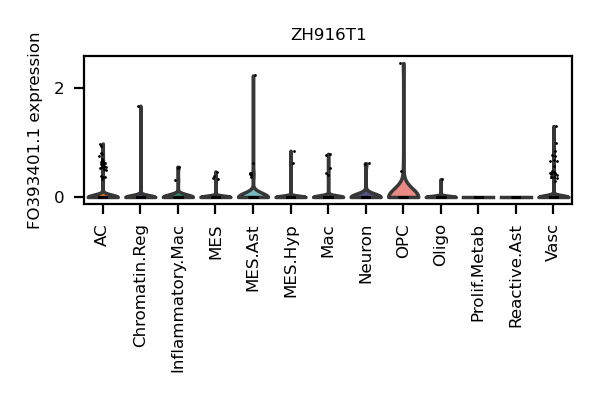 ZH916T1
FO393401.1 expression
2
0
AC
Chromatin.Reg
Inflammatory.Mac
MES
MES.Ast
MES.Hyp
Mac
Neuron
OPC
Oligo
Prolif.Metab
Reactive.Ast
Vasc